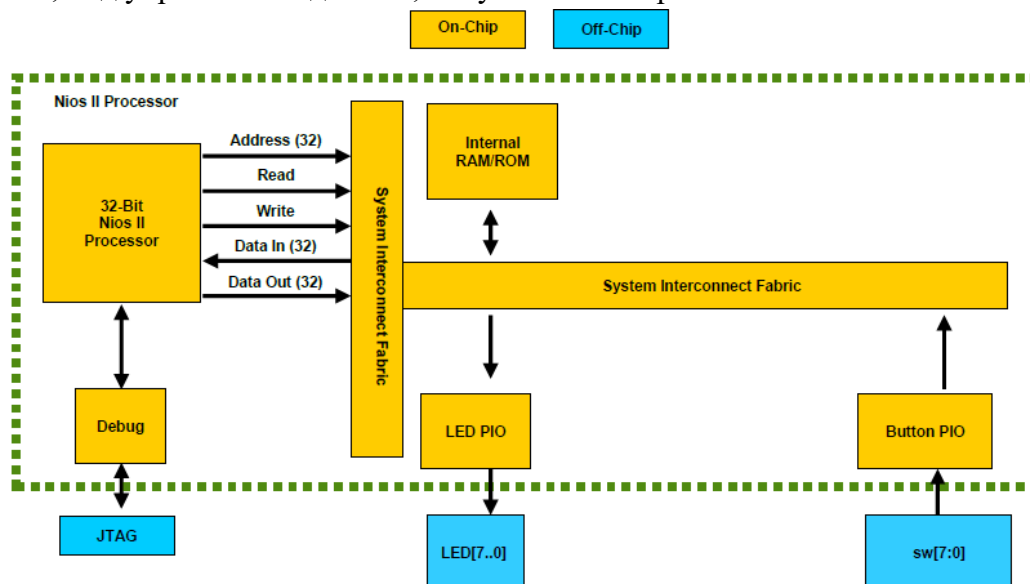 On-Chip
Off-Chip
Nios II Processor
32-Bit
Nios II
Processor
Address (32)
Read
Write
Data In (32)
Data Out (32)
System Interconnect Fabric
Internal
RAM/ROM
System Interconnect Fabric
Debug
LED PIO
Button PIO
JTAG
LED[7..0]
sw[7:0]